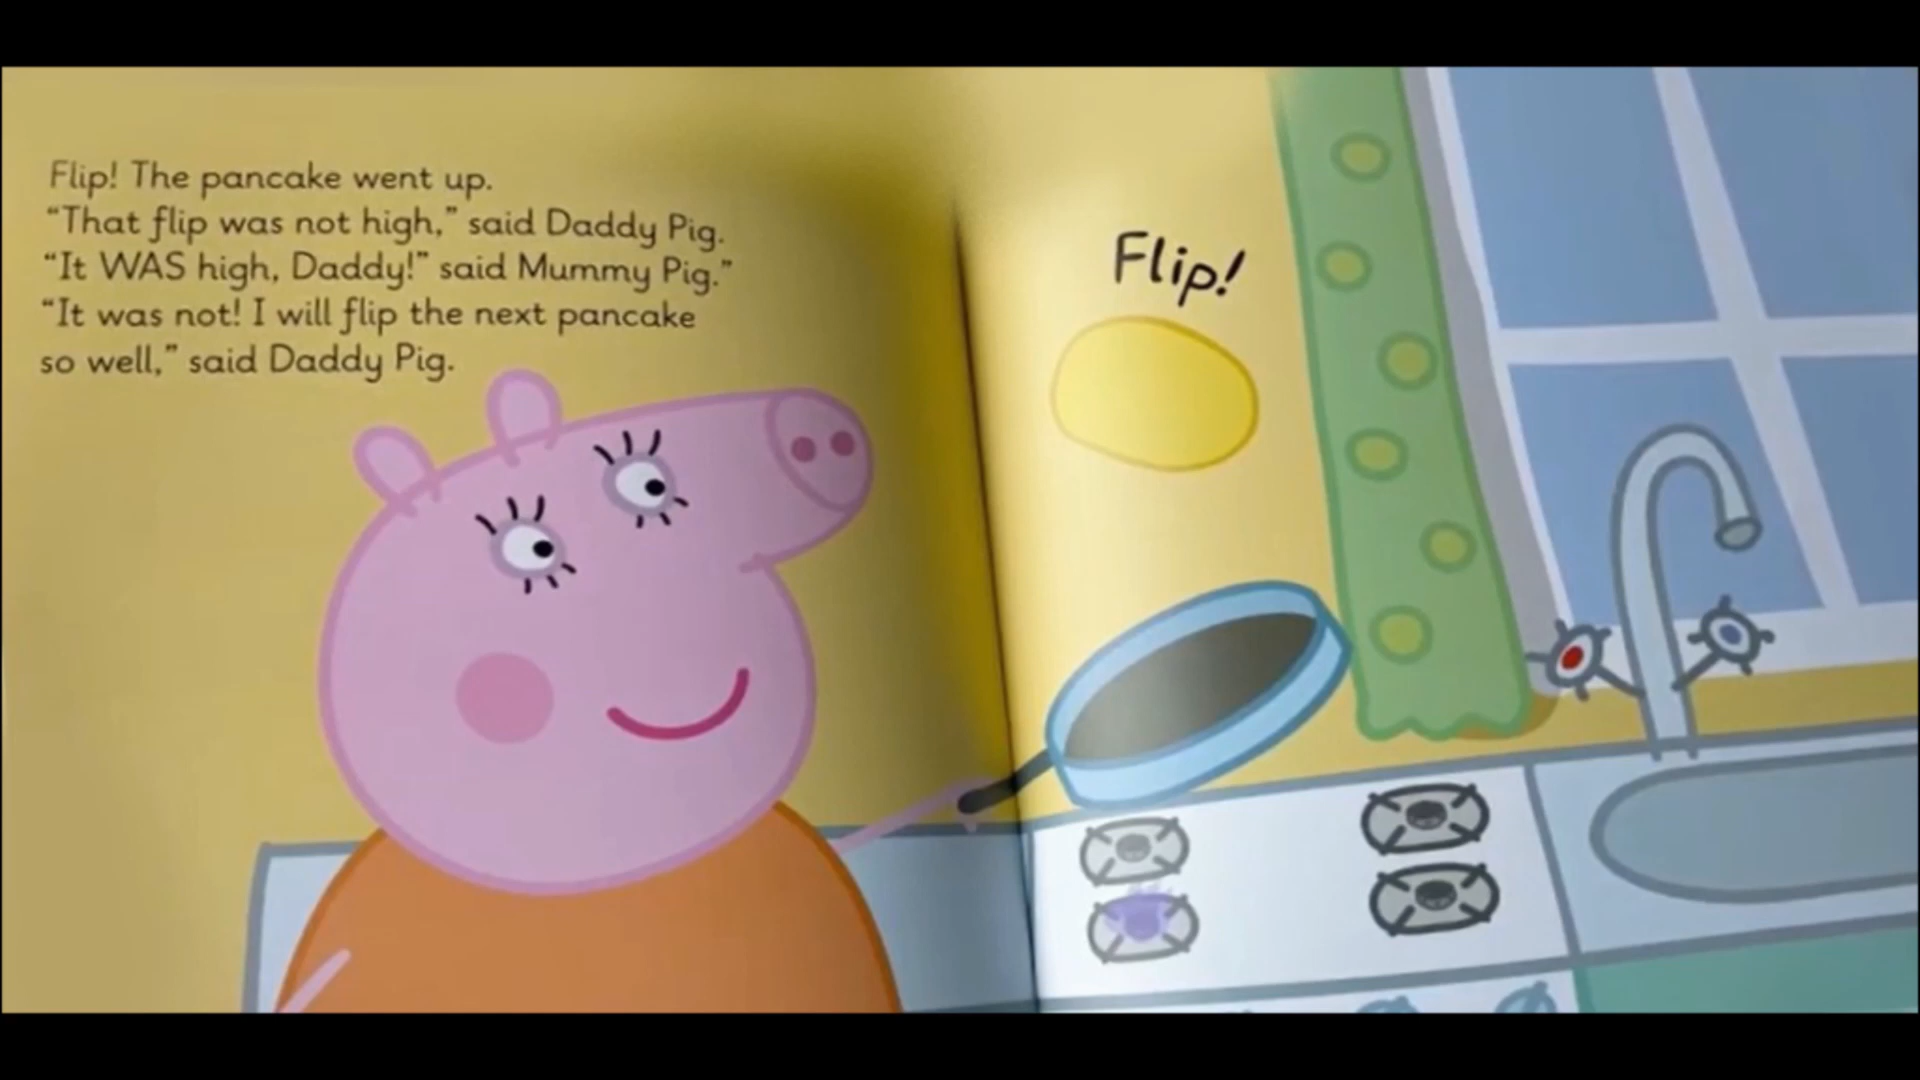 Flip! The pancake went up.
“That flip was not high,” said Daddy Pig.
“It WAS high, Daddy!” said Mummy Pig.”
“It was not! I will flip the next pancake
so well,” said Daddy Pig.
Flip!